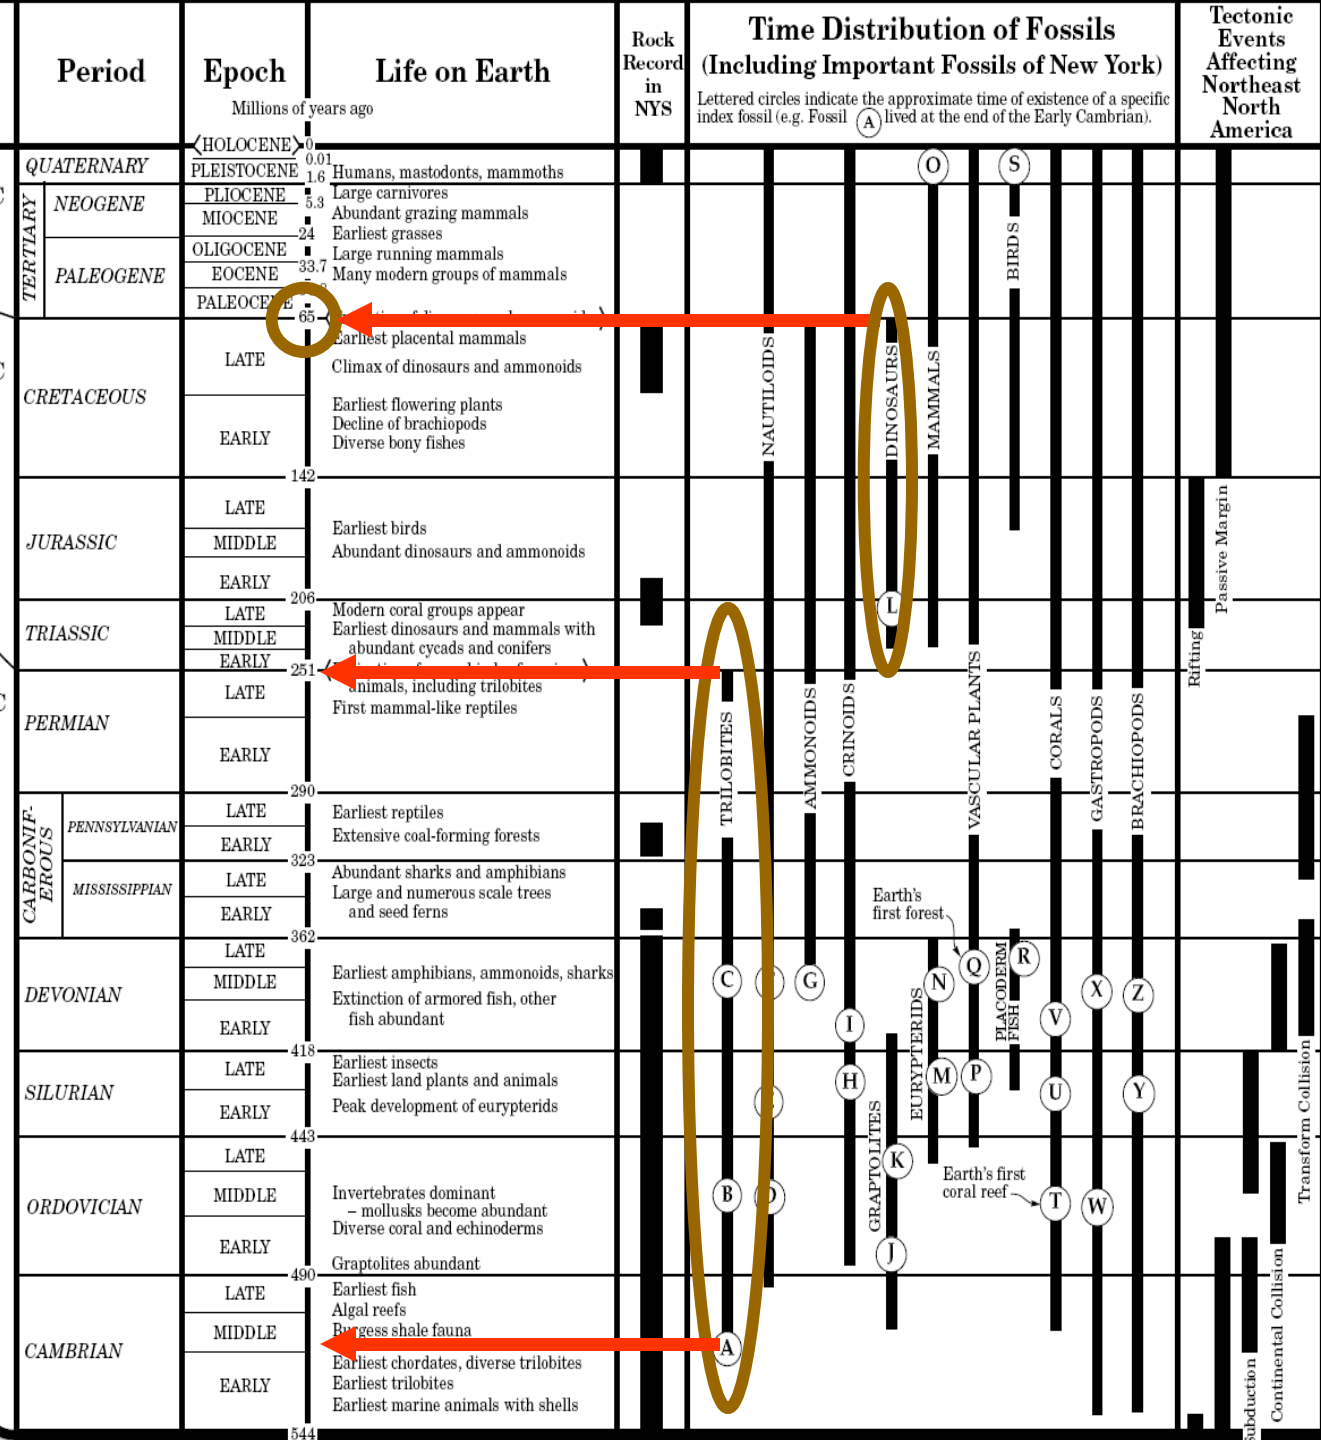 Period
Epoch
Life on Earth
Millions of years ago
Rock
Record
in
NYS
Time Distribution of Fossils
(Including Important Fossils of New York)
Lettered circles indicate the approximate time of existence of a specific
index fossil (e.g. Fossil A lived at the end of the Early Cambrian).
Tectonic
Events
Affecting
Northeast
North
America
QUATERNARY
HOLOCENE 0
0.01
PLEISTOCENE
1.6
Humans, mastodonts, mammoths
TERTIARY
NEOGENE
PLIOCENE
5.3
Large carnivores
MIOCENE
Abundant grazing mammals
24
Earliest grasses
PALEOGENE
OLIGOCENE
Large running mammals
33.7
EOCENE
Many modern groups of mammals
PALEOCENE
65
CRETACEOUS
Earliest placental mammals
LATE
Climax of dinosaurs and ammonoids
Earliest flowering plants
Decline of brachiopods
EARLY
Diverse bony fishes
142
JURASSIC
LATE
Earliest birds
MIDDLE
Abundant dinosaurs and ammonoids
EARLY
206
TRIASSIC
LATE
Modern coral groups appear
MIDDLE
Earliest dinosaurs and mammals with
abundant cycads and conifers
EARLY
251
animals, including trilobites
PERMIAN
LATE
First mammal-like reptiles
EARLY
290
CARBONIF-
EROUS
PENNSYLVANIAN
LATE
Earliest reptiles
EARLY
Extensive coal-forming forests
323
MISSISSIPPIAN
LATE
Abundant sharks and amphibians
Large and numerous scale trees
EARLY
and seed ferns
362
DEVONIAN
LATE
MIDDLE
Earliest amphibians, ammonoids, sharks
Extinction of armored fish, other
EARLY
fish abundant
418
SILURIAN
LATE
Earliest insects
Earliest land plants and animals
EARLY
Peak development of eurypterids
443
ORDOVICIAN
LATE
MIDDLE
Invertebrates dominant
– mollusks become abundant
Diverse coral and echinoderms
EARLY
Graptolites abundant
490
CAMBRIAN
LATE
Earliest fish
Algal reefs
MIDDLE
Burgess shale fauna
Earliest chordates, diverse trilobites
EARLY
Earliest trilobites
Earliest marine animals with shells
544
TRILOBITES
C
B
A
NAUTILOIDS
AMMONOIDS
G
CRINOIDS
I
H
DINOSAURS
L
GRAPTOLITES
K
J
MAMMALS
O
EURYPTERIDS
N
M
VASCULAR PLANTS
Earth's
first forest
Q
P
BIRDS
S
PLACODERM
FISH
R
CORALS
V
U
Earth's first
coral reef
T
GASTROPODS
X
W
BRACHIOPODS
Z
Y
Rifting
Passive Margin
Subduction
Continental Collision
Transform Collision